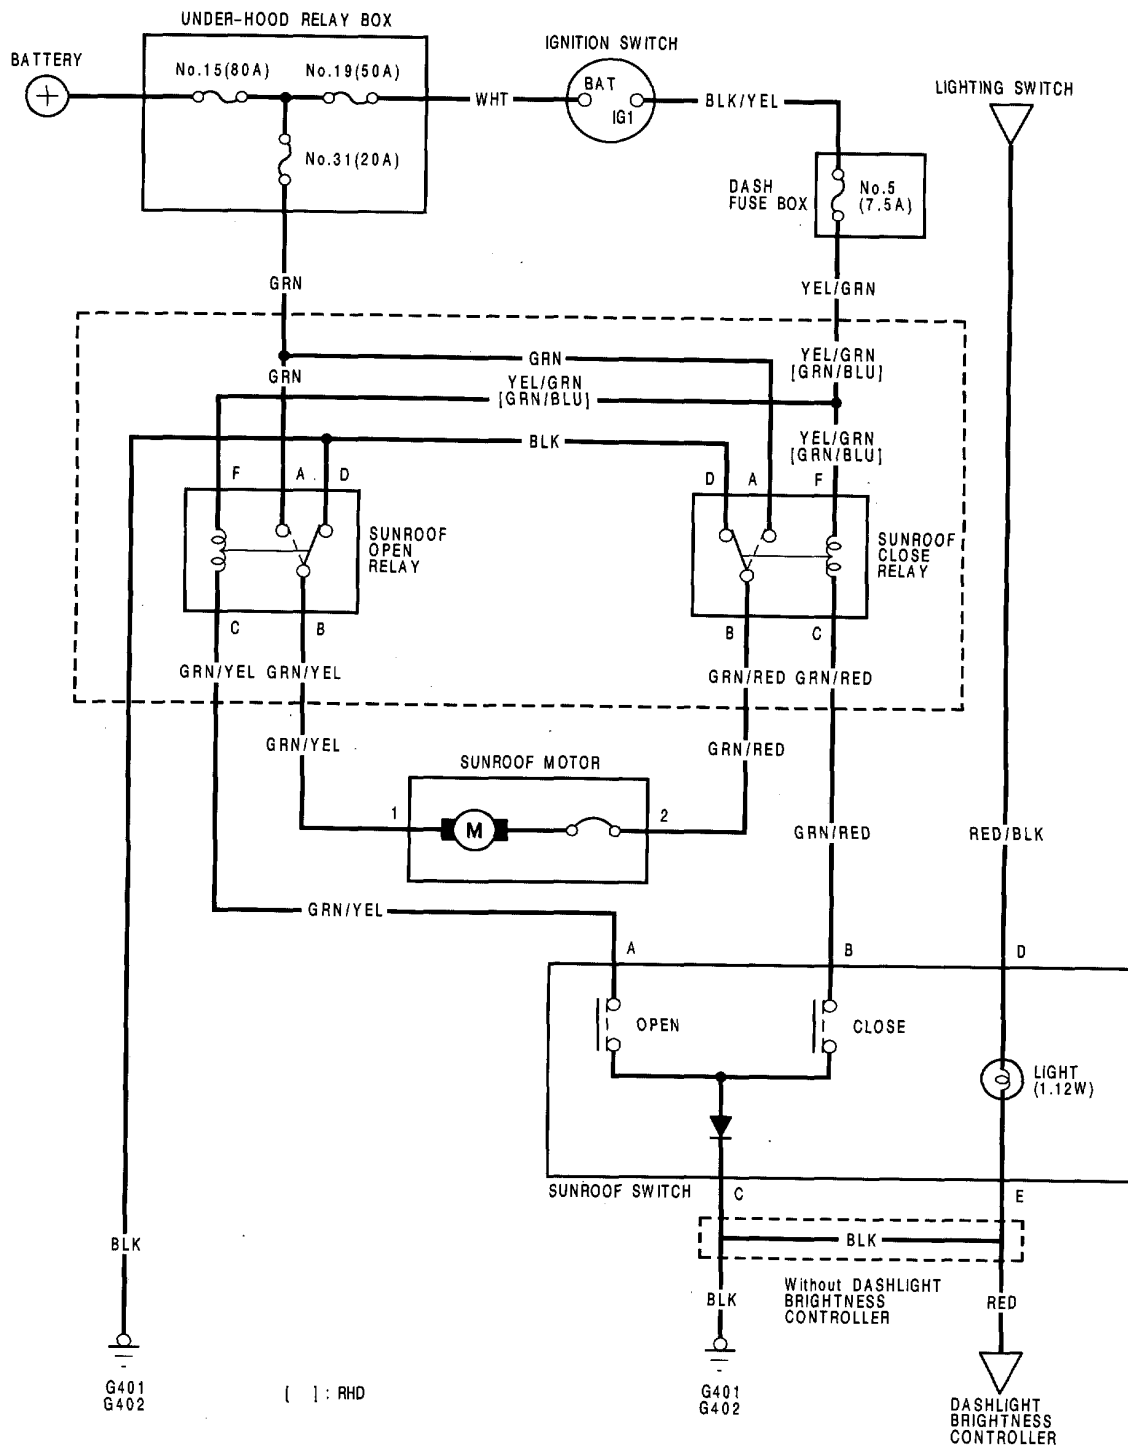 UNDER-HOOD RELAY BOX
BATTERY
+
No.15(80A)
No.19(50A)
No.31(20A)
WHT
IGNITION SWITCH
BAT
IG1
BLK/YEL
LIGHTING SWITCH
DASH
FUSE BOX
No.5
(7.5A)
GRN
YEL/GRN
GRN
GRN
YEL/GRN
[GRN/BLU]
YEL/GRN
[GRN/BLU]
BLK
YEL/GRN
[GRN/BLU]
F
A
D
D
A
F
SUNROOF
OPEN
RELAY
SUNROOF
CLOSE
RELAY
C
B
B
C
GRN/YEL
GRN/YEL
GRN/RED
GRN/RED
GRN/YEL
GRN/RED
SUNROOF MOTOR
1
M
2
GRN/RED
RED/BLK
GRN/YEL
A
B
D
OPEN
CLOSE
LIGHT
(1.12W)
SUNROOF SWITCH
C
E
BLK
BLK
Without DASHLIGHT
BRIGHTNESS
CONTROLLER
BLK
RED
G401
G402
[ ] : RHD
G401
G402
DASHLIGHT
BRIGHTNESS
CONTROLLER